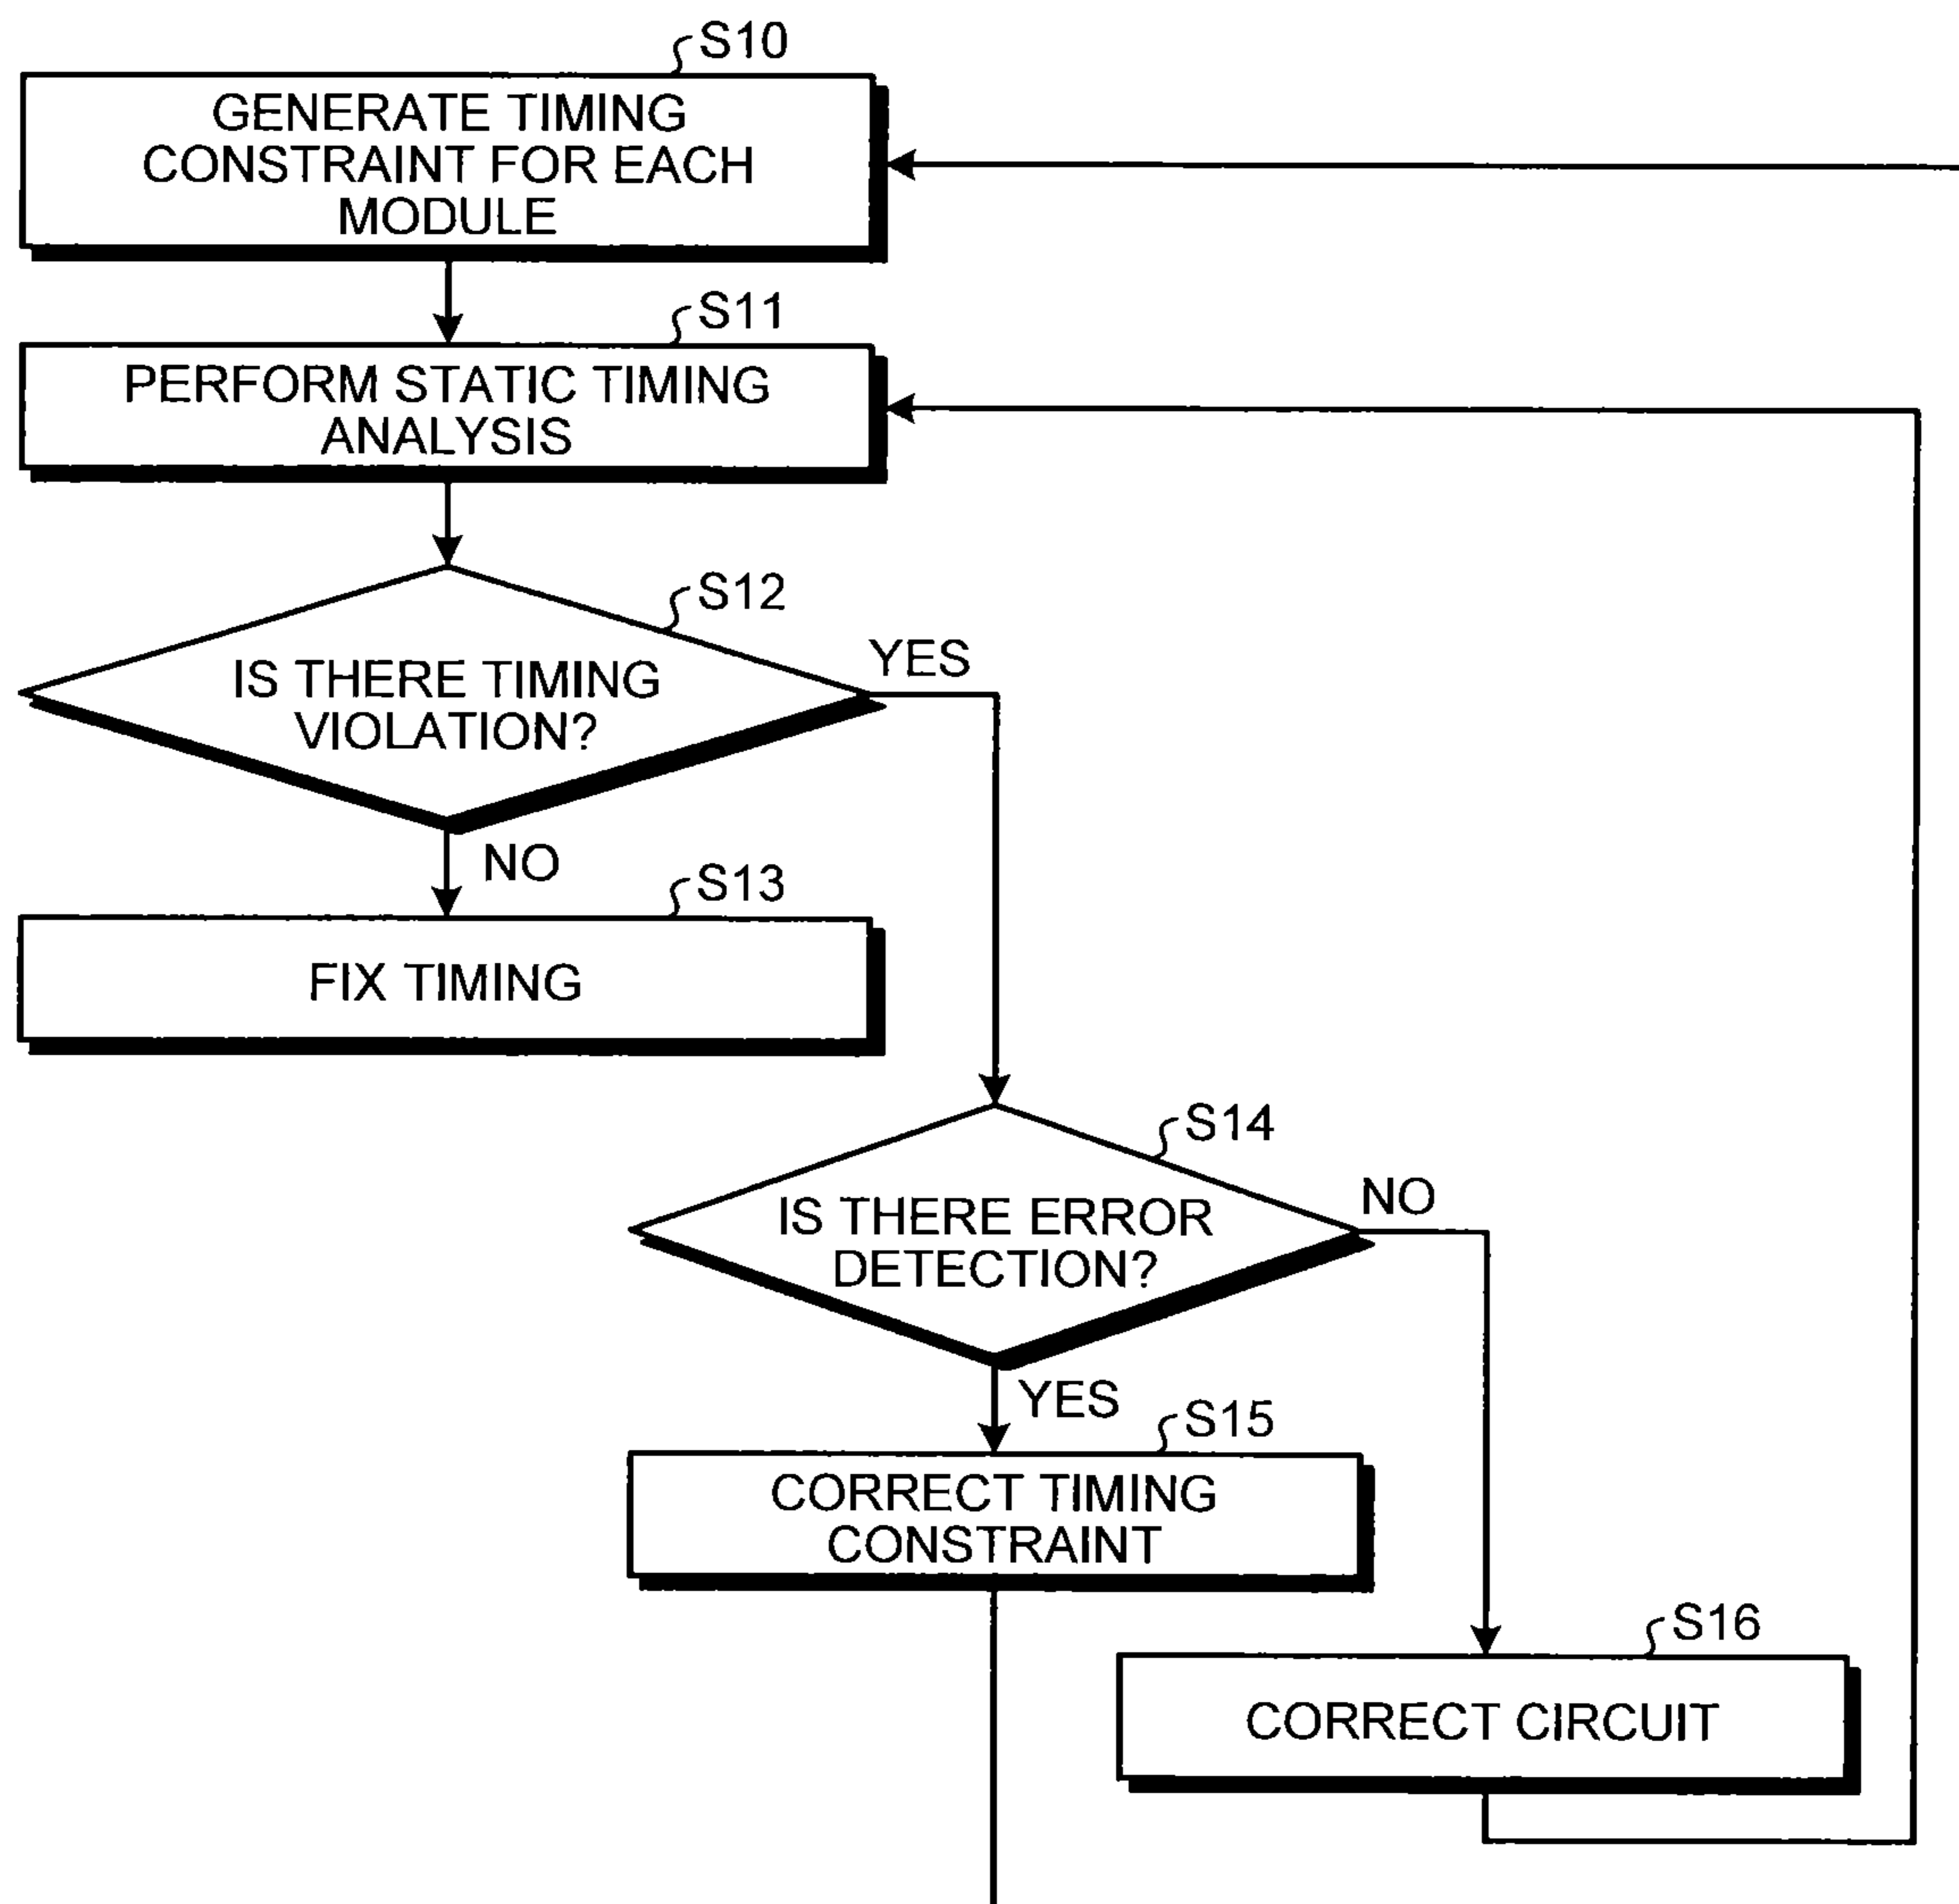 S10
GENERATE TIMING
CONSTRAINT FOR EACH
MODULE
S11
PERFORM STATIC TIMING
ANALYSIS
S12
IS THERE TIMING
VIOLATION?
YES
NO
S13
FIX TIMING
S14
IS THERE ERROR
DETECTION?
NO
YES
S15
CORRECT TIMING
CONSTRAINT
S16
CORRECT CIRCUIT